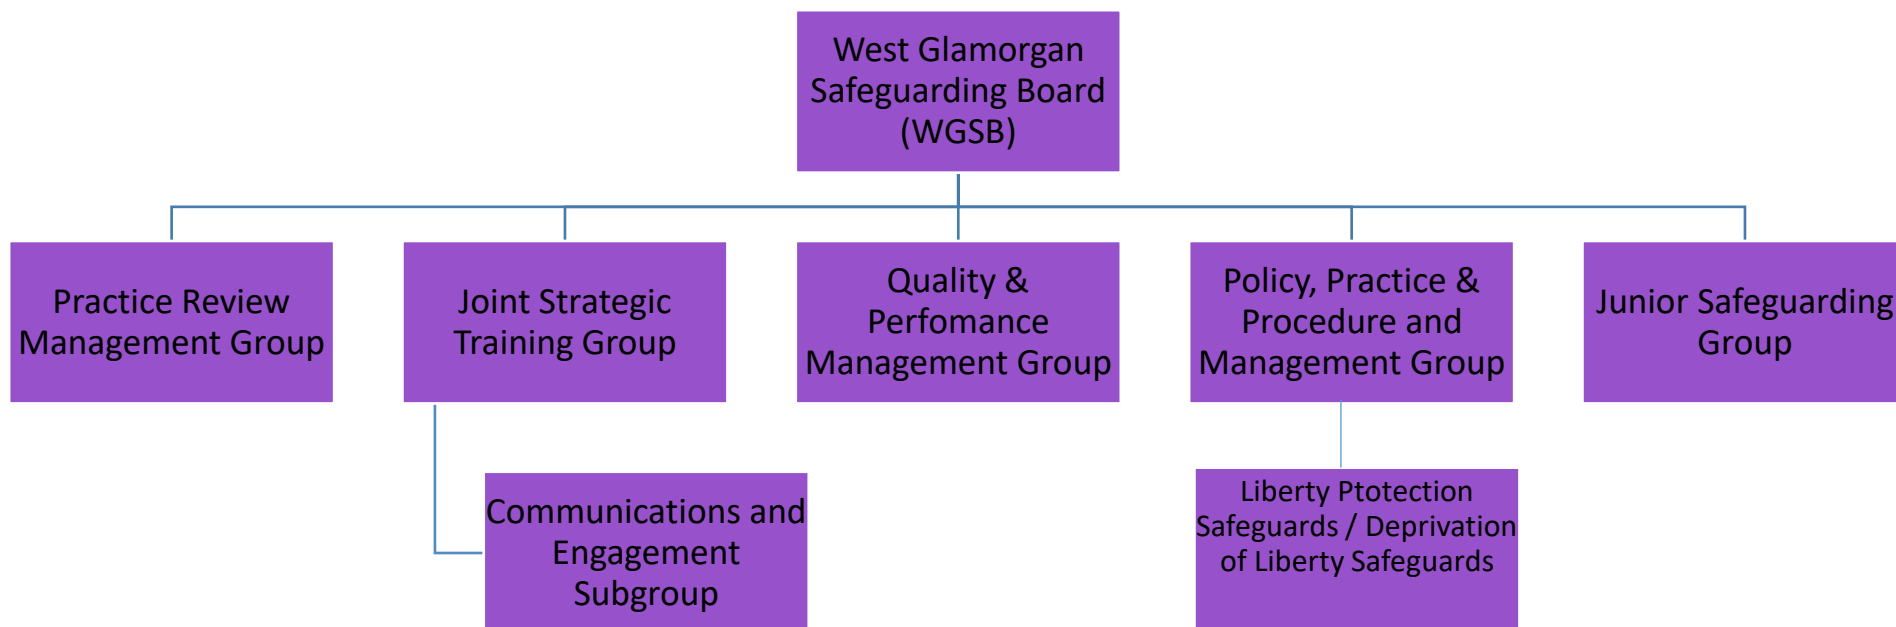 West Glamorgan
Safeguarding Board
(WGSB)
Practice Review
Management Group
Joint Strategic
Training Group
Quality &
Perfomance
Management Group
Policy, Practice &
Procedure and
Management Group
Junior Safeguarding
Group
Communications and
Engagement
Subgroup
Liberty Ptotection
Safeguards / Deprivation
of Liberty Safeguards